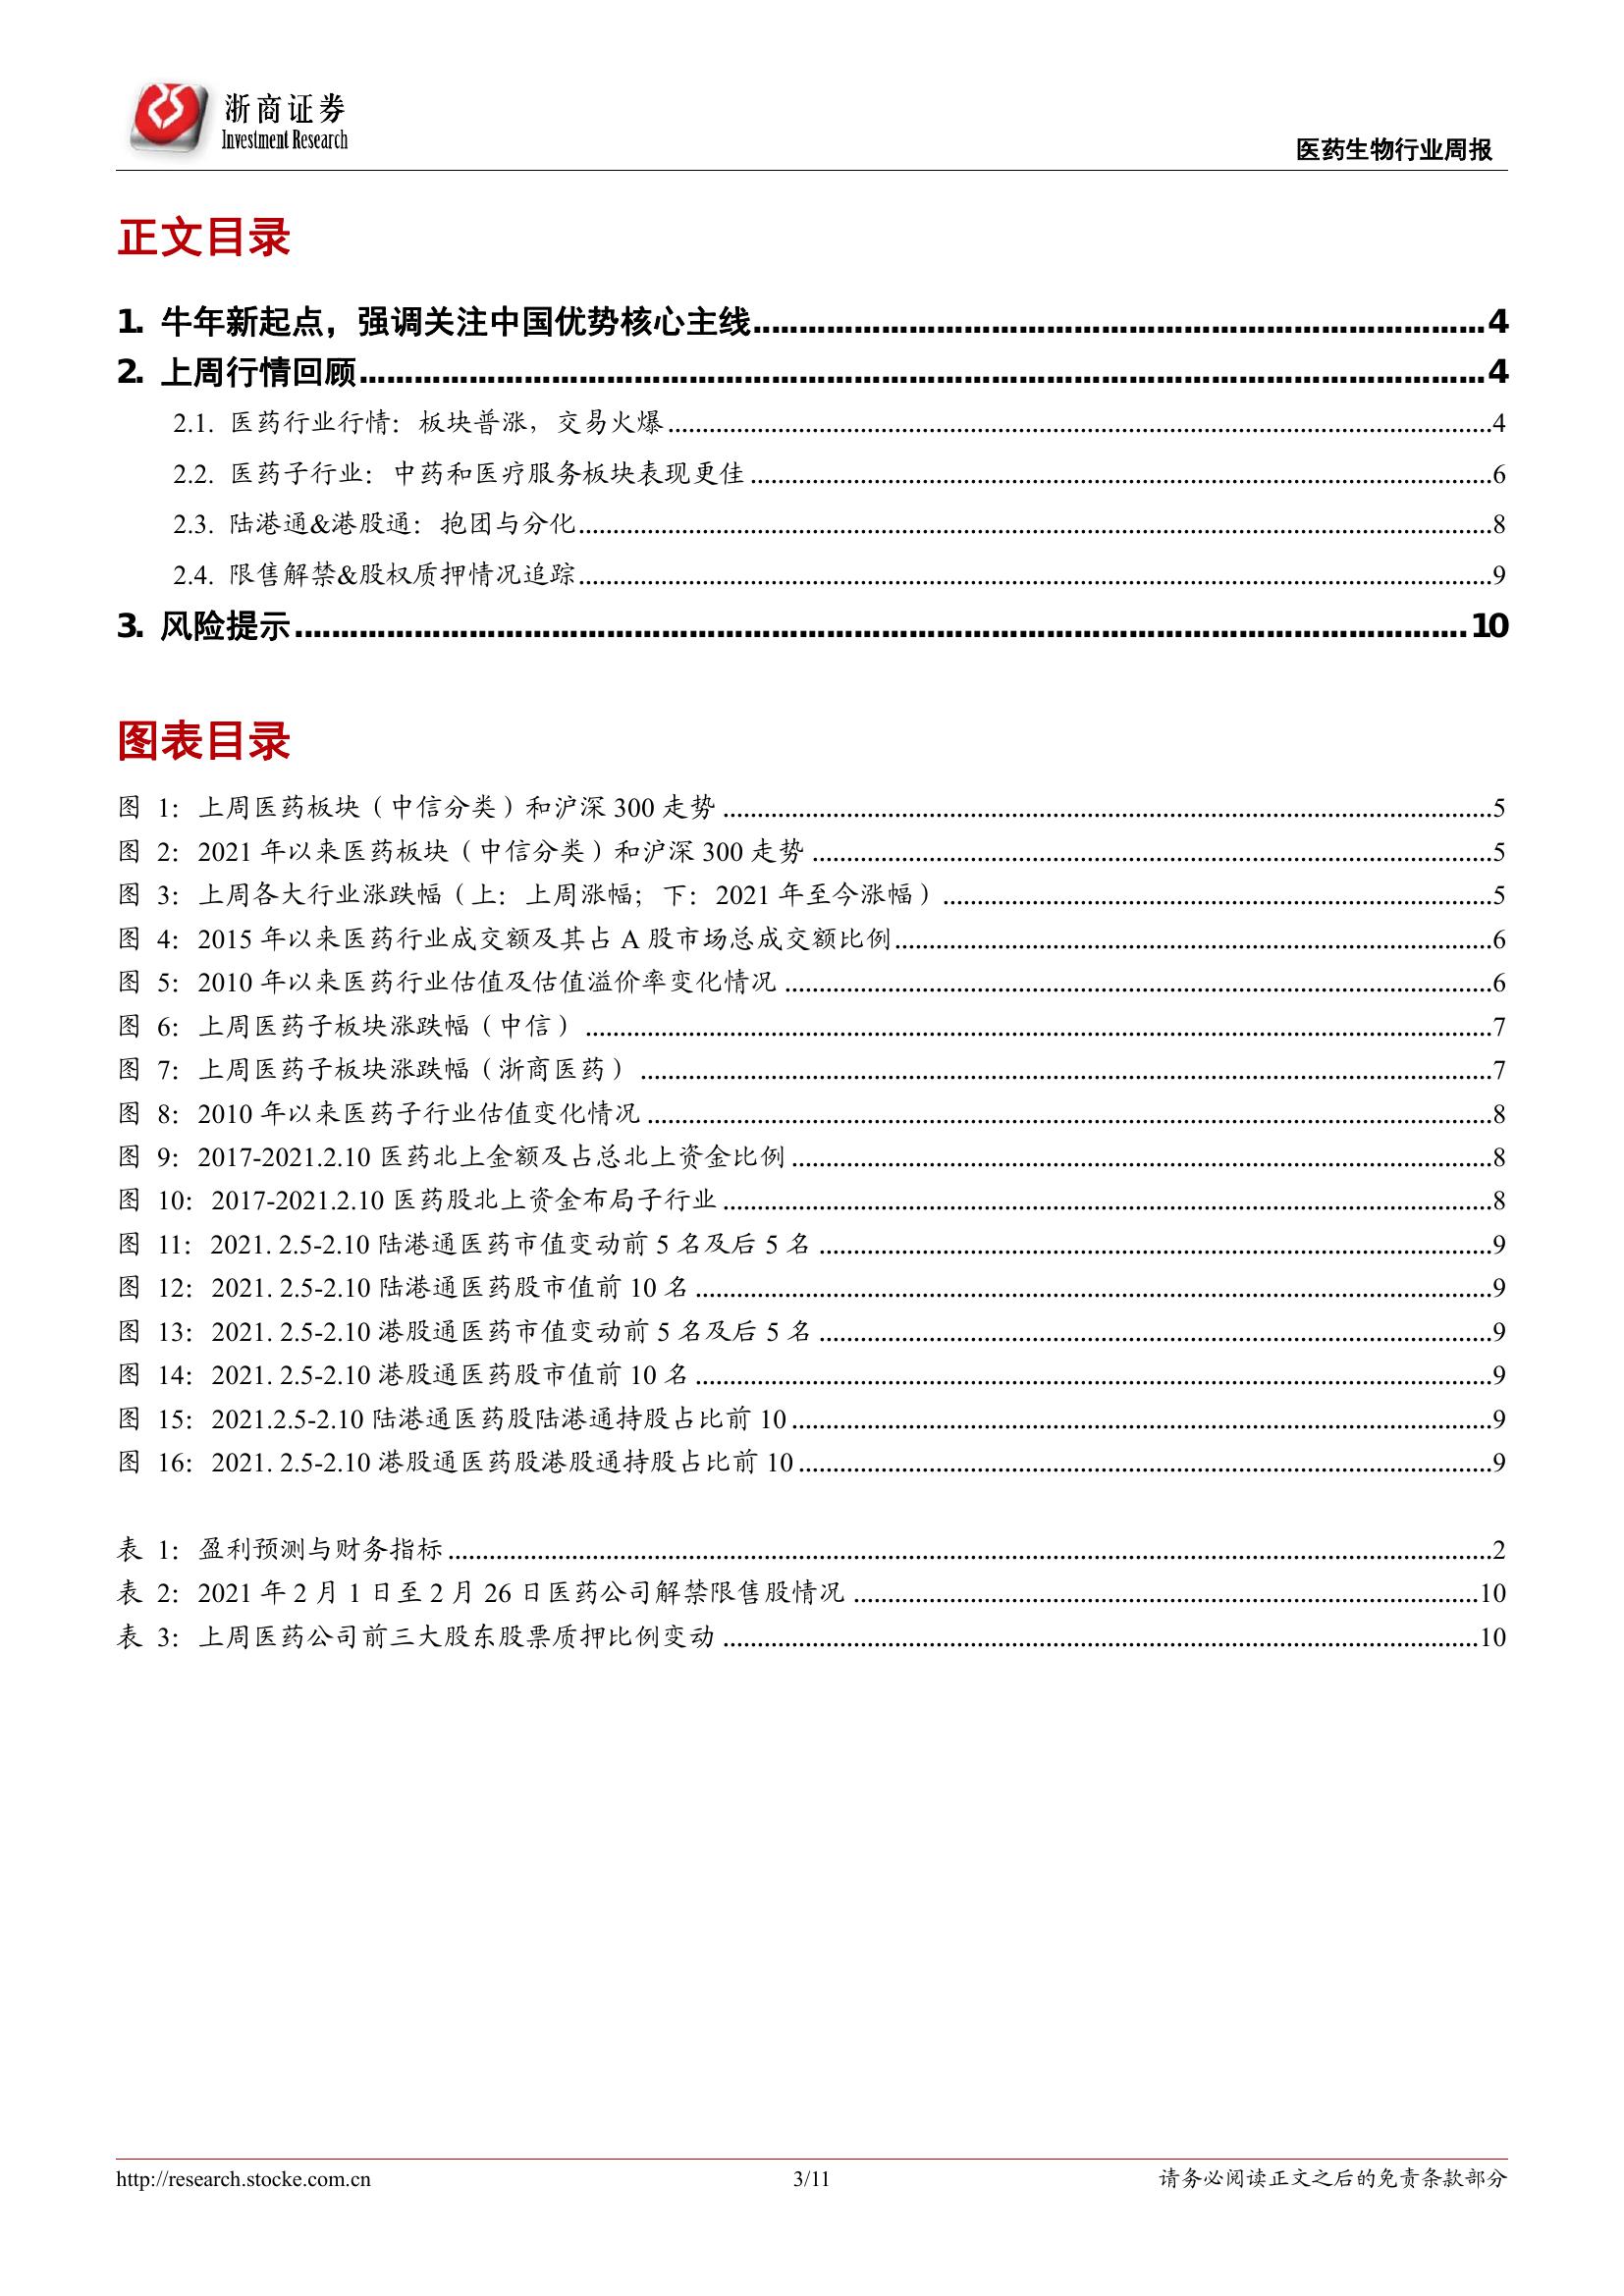 浙商证券
Investment Research
医药生物行业周报
正文目录
1. 牛年新起点，强调关注中国优势核心主线 4
2. 上周行情回顾 4
2.1. 医药行业行情：板块普涨，交易火爆 4
2.2. 医药子行业：中药和医疗服务板块表现更佳 6
2.3. 陆港通&港股通：抱团与分化 8
2.4. 限售解禁&股权质押情况追踪 9
3. 风险提示 10
图表目录
图 1：上周医药板块（中信分类）和沪深 300 走势 5
图 2：2021 年以来医药板块（中信分类）和沪深 300 走势 5
图 3：上周各大行业涨跌幅（上：上周涨幅；下：2021 年至今涨幅） 5
图 4：2015 年以来医药行业成交额及其占 A 股市场总成交额比例 6
图 5：2010 年以来医药行业估值及估值溢价率变化情况 6
图 6：上周医药子板块涨跌幅（中信） 7
图 7：上周医药子板块涨跌幅（浙商医药） 7
图 8：2010 年以来医药子行业估值变化情况 8
图 9：2017-2021.2.10 医药北上金额及占总北上资金比例 8
图 10：2017-2021.2.10 医药股北上资金布局子行业 8
图 11：2021. 2.5-2.10 陆港通医药市值变动前 5 名及后 5 名 9
图 12：2021. 2.5-2.10 陆港通医药股市值前 10 名 9
图 13：2021. 2.5-2.10 港股通医药市值变动前 5 名及后 5 名 9
图 14：2021. 2.5-2.10 港股通医药股市值前 10 名 9
图 15：2021.2.5-2.10 陆港通医药股陆港通持股占比前 10 9
图 16：2021. 2.5-2.10 港股通医药股港股通持股占比前 10 9
表 1：盈利预测与财务指标 2
表 2：2021 年 2 月 1 日至 2 月 26 日医药公司解禁限售股情况 10
表 3：上周医药公司前三大股东股票质押比例变动 10
http://research.stocke.com.cn
3/11
请务必阅读正文之后的免责条款部分